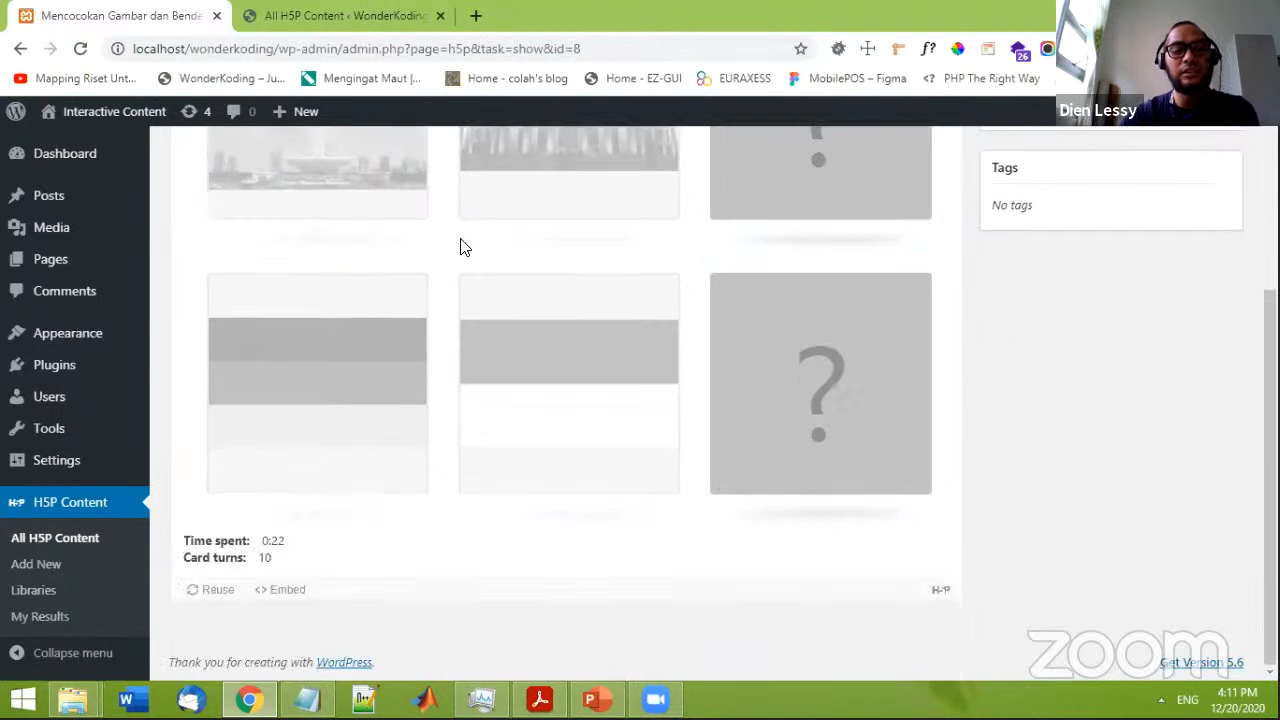 Mencocokan Gambar dan Bende
All H5P Content ‹ WonderKoding
localhost/wonderkoding/wp-admin/admin.php?page=h5p&task=show&id=8
26
Mapping Riset Unt...
WonderKoding – Ju...
Mengingat Maut |...
Home - colah's blog
Home - EZ-GUI
EURAXESS
MobilePOS – Figma
PHP The Right Way
Dien Lessy
Interactive Content
4
0
New
Dashboard
Posts
Media
Pages
Comments
Appearance
Plugins
Users
Tools
Settings
H5P Content
All H5P Content
Add New
Libraries
My Results
Collapse menu
?
?
Tags
No tags
Time spent: 0:22
Card turns: 10
Reuse
<> Embed
H5P
Thank you for creating with WordPress.
Get Version 5.6
zoom
ENG
4:11 PM
12/20/2020